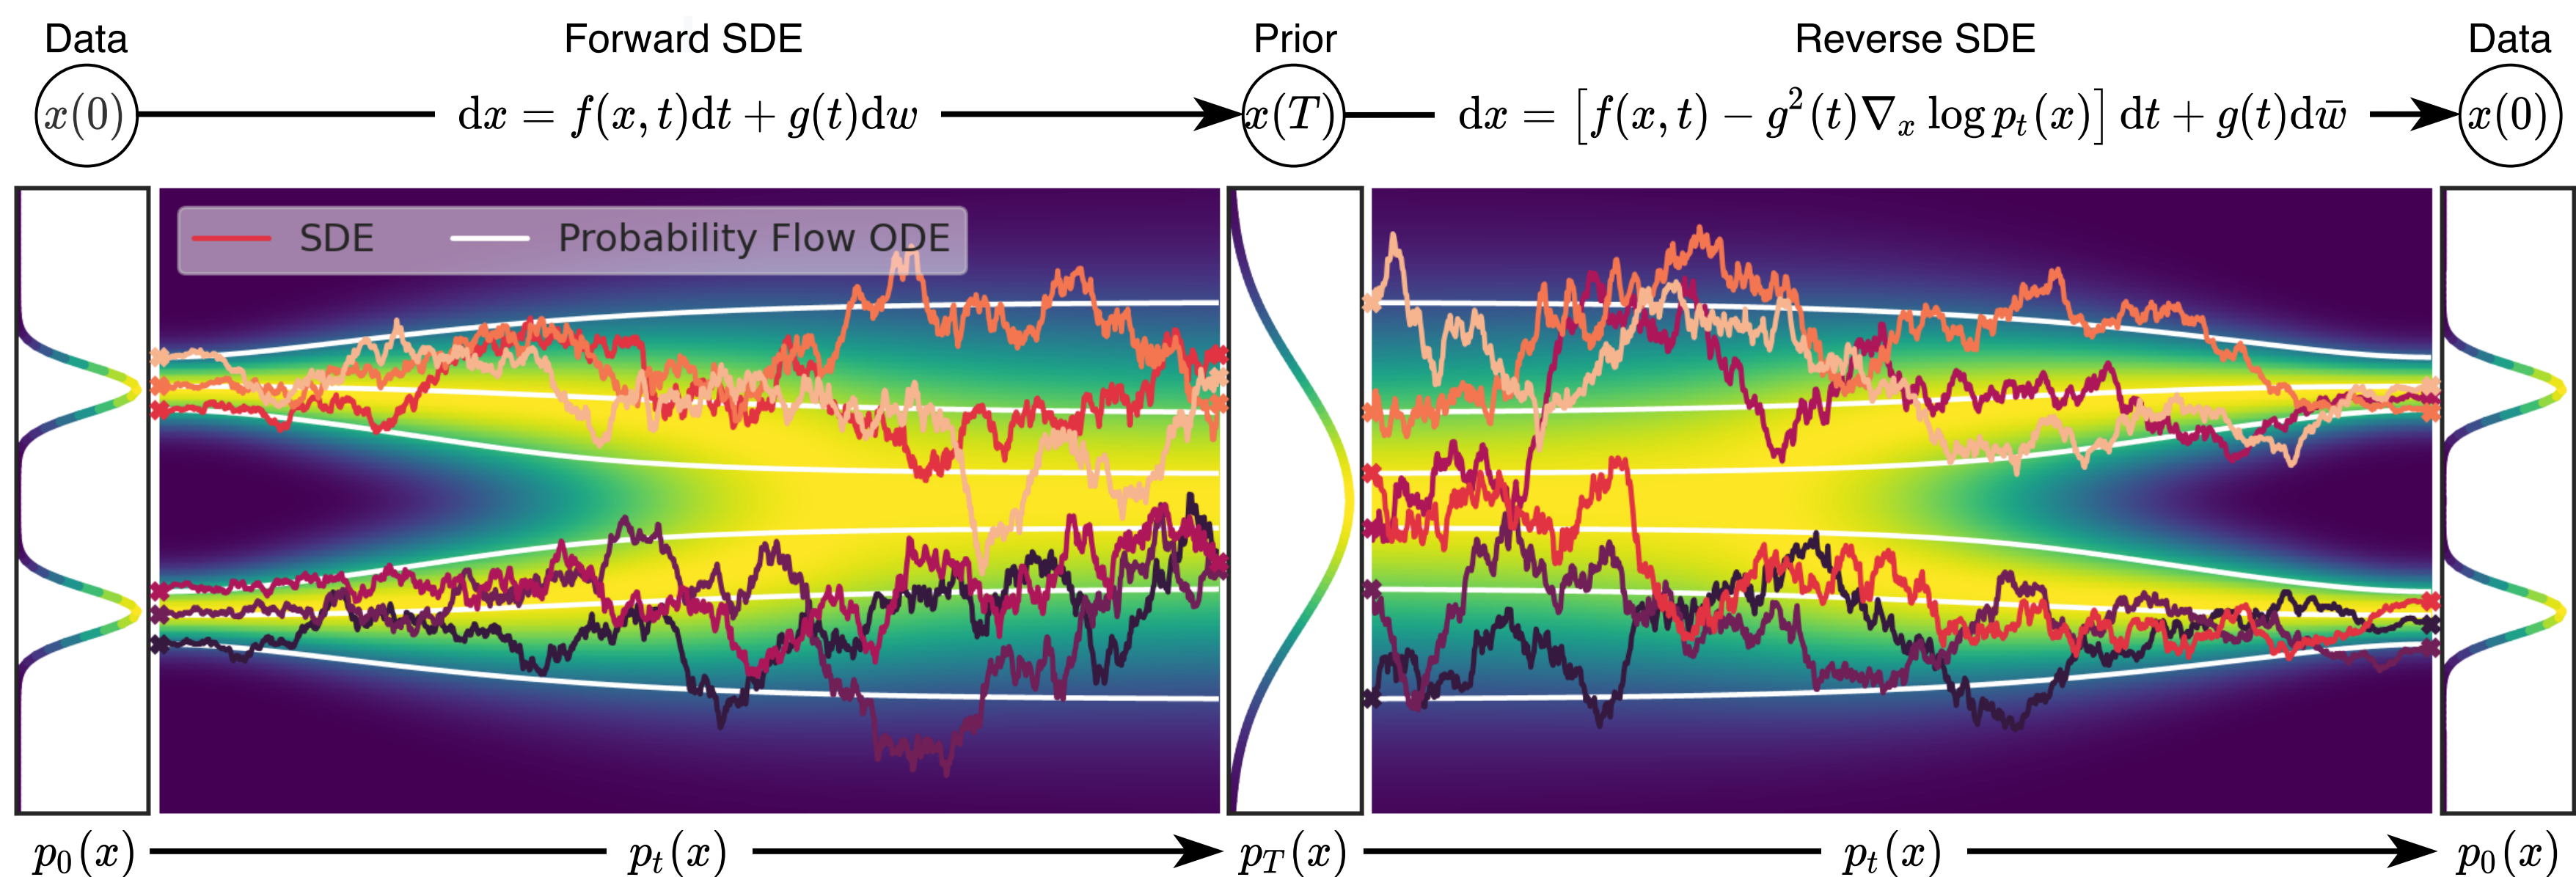 Data Forward SDE Prior Reverse SDE Data
x(0) dx = f(x, t)dt + g(t)dw x(T) dx = [f(x, t) − g²(t)∇ₓ log pₜ(x)] dt + g(t)dw̄ x(0)
SDE Probability Flow ODE
p₀(x) pₜ(x) p_T(x) pₜ(x) p₀(x)